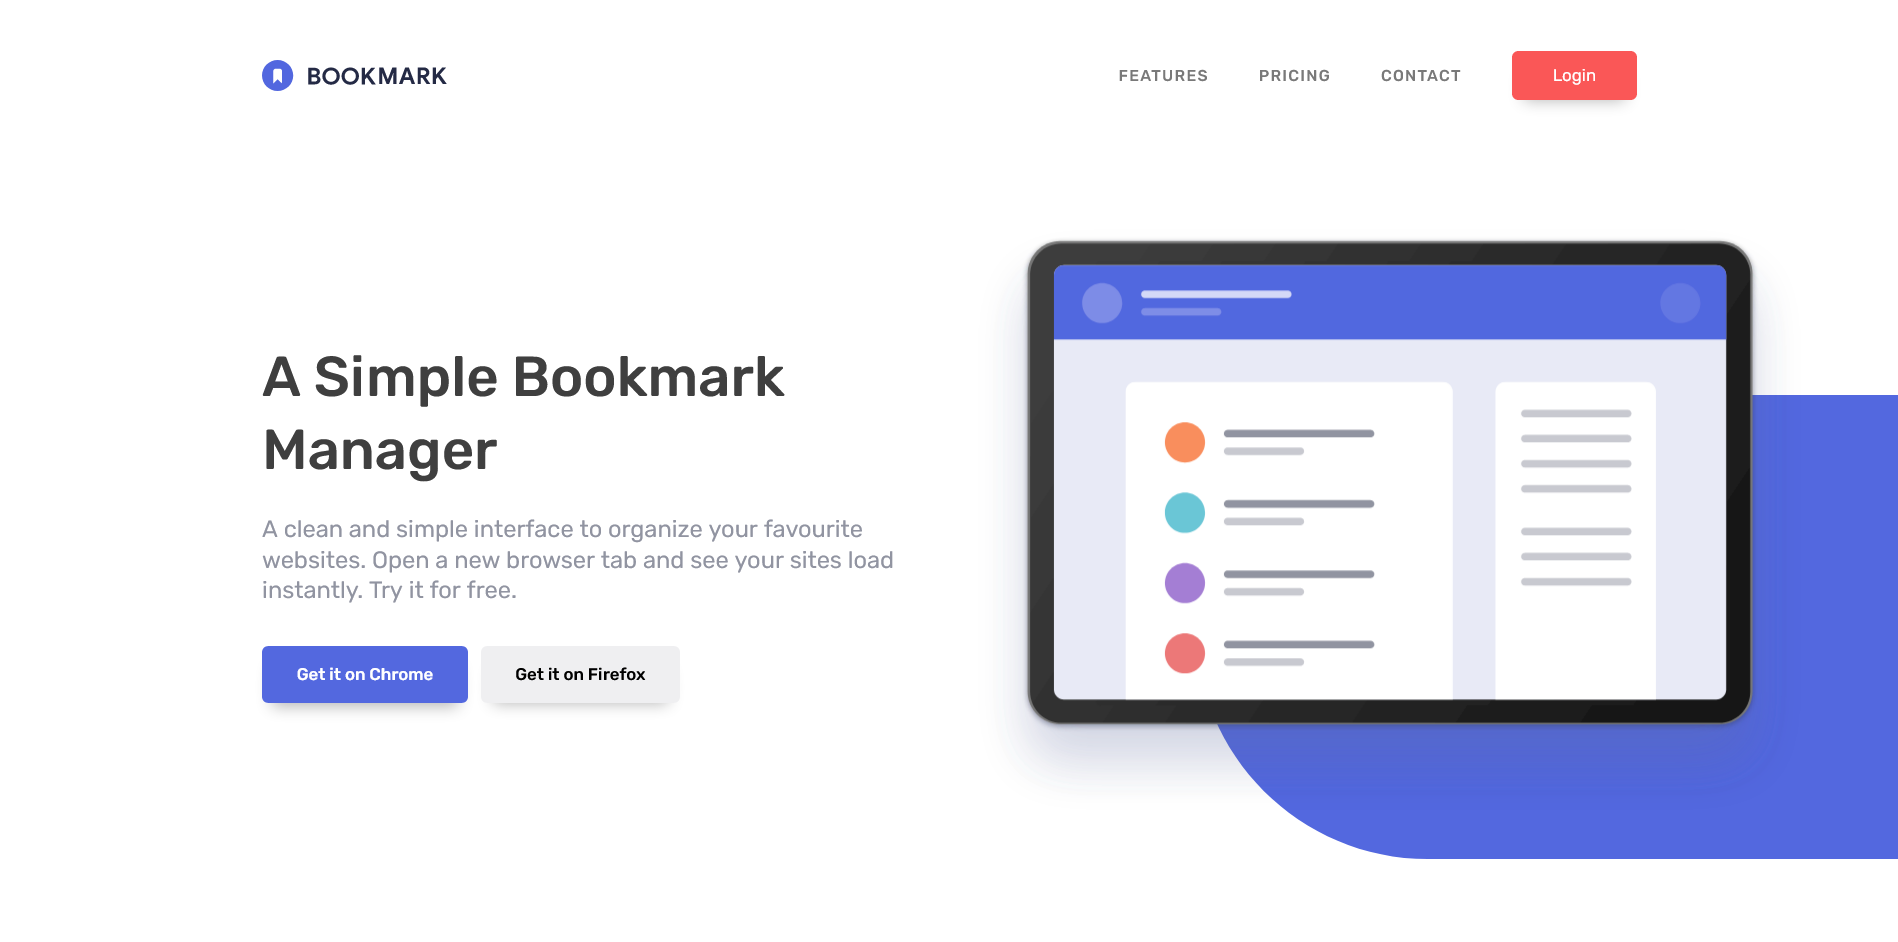 BOOKMARK
FEATURES PRICING CONTACT Login
A Simple Bookmark
Manager
A clean and simple interface to organize your favourite
websites. Open a new browser tab and see your sites load
instantly. Try it for free.
Get it on Chrome Get it on Firefox